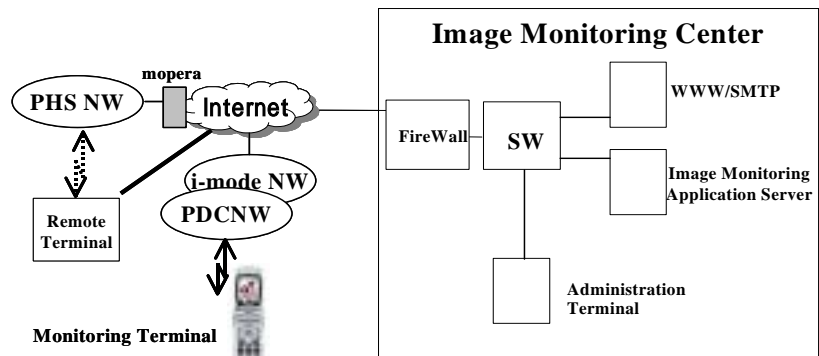 Image Monitoring Center
mopera
PHS NW
Internet
WWW/SMTP
FireWall
SW
i-mode NW
Image Monitoring
Application Server
PDCNW
Remote
Terminal
Administration
Terminal
Monitoring Terminal